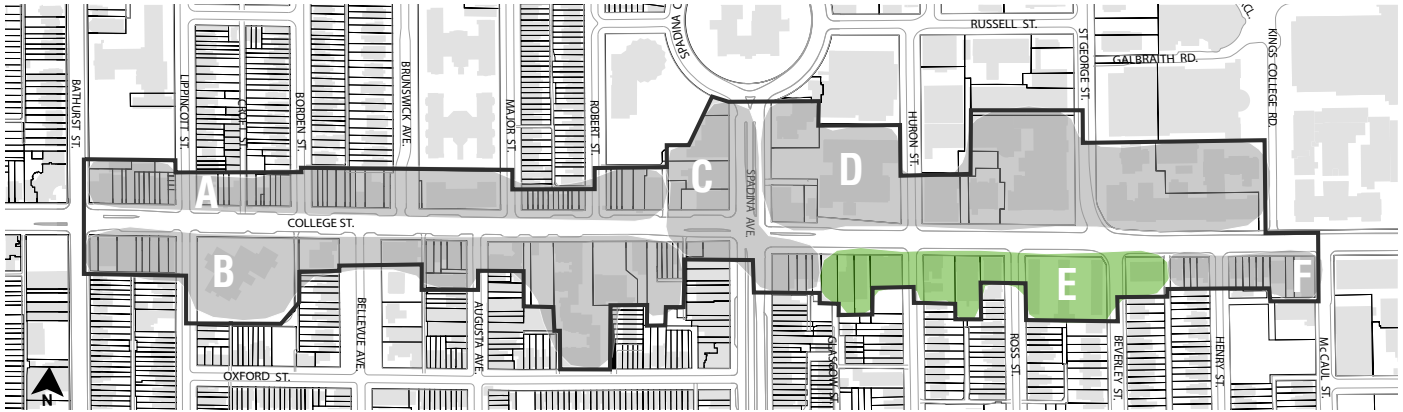 SPADINA C
SPADINA
RUSSELL ST.
CL.
ST GEORGE ST.
GALBRAITH RD.
KINGS COLLEGE RD
BATHURST ST.
LIPPINCOTT ST.
CROFT
BORDEN ST.
BRUNSWICK AVE.
MAJOR ST.
ROBERT ST.
HURON ST.
A
C
D
SPADINA AVE.
COLLEGE ST.
B
E
F
BELLEVUE AVE.
AUGUSTA AVE.
GLASGOW ST.
ROSS ST.
BEVERLEY ST.
HENRY ST.
McCAUL ST.
OXFORD ST.
N